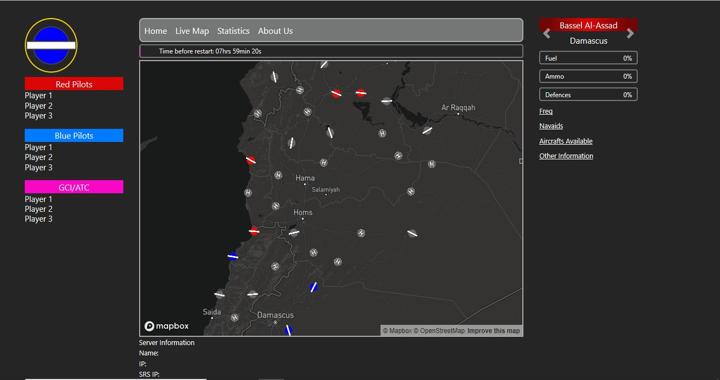 Home Live Map Statistics About Us
Time before restart: 07hrs 59min 20s
Red Pilots
Player 1
Player 2
Player 3
Blue Pilots
Player 1
Player 2
Player 3
GCI/ATC
Player 1
Player 2
Player 3
Ar Raqqah
Hama
Salamiyah
Homs
Saida
Damascus
mapbox
© Mapbox © OpenStreetMap Improve this map
Server Information
Name:
IP:
SRS IP:
Bassel Al-Assad
Damascus
Fuel 0%
Ammo 0%
Defences 0%
Freq
Navaids
Aircrafts Available
Other Information